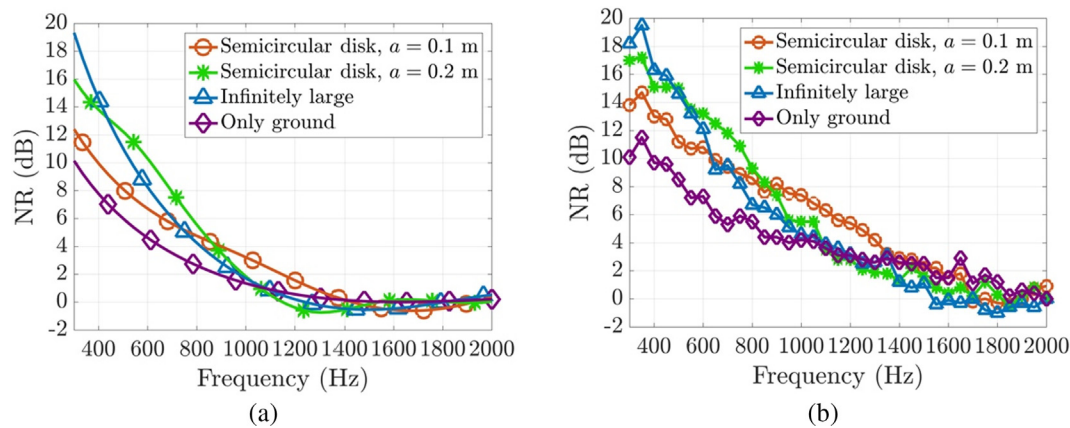 20
18
16
14
12
10
8
6
4
2
0
-2
NR (dB)
Semicircular disk, a = 0.1 m
Semicircular disk, a = 0.2 m
Infinitely large
Only ground
400 600 800 1000 1200 1400 1600 1800 2000
Frequency (Hz)
(a)
20
18
16
14
12
10
8
6
4
2
0
-2
NR (dB)
Semicircular disk, a = 0.1 m
Semicircular disk, a = 0.2 m
Infinitely large
Only ground
400 600 800 1000 1200 1400 1600 1800 2000
Frequency (Hz)
(b)